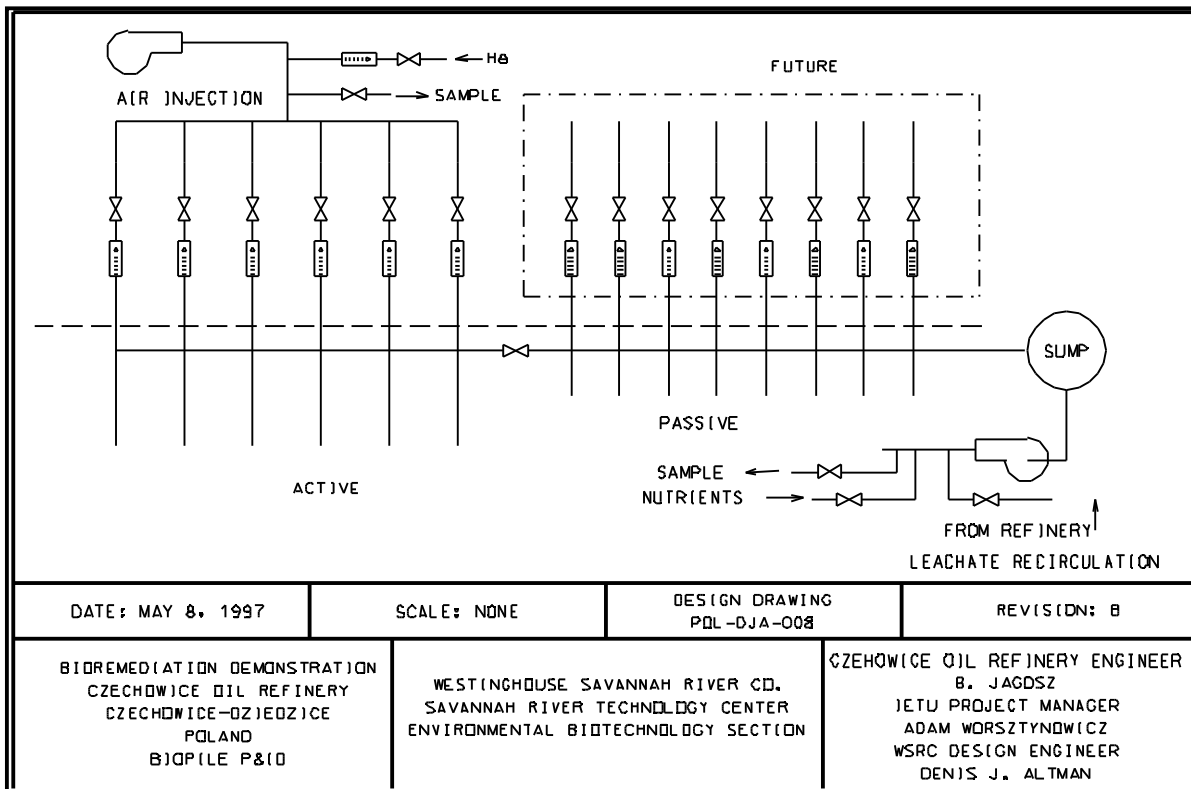 AIR INJECTION
SAMPLE
FUTURE
SUMP
PASSIVE
ACTIVE
SAMPLE
NUTRIENTS
FROM REFINERY
LEACHATE RECIRCULATION
DATE: MAY 8, 1997
SCALE: NONE
DESIGN DRAWING
POL-DJA-008
REVISION: B
BIOREMEDIATION DEMONSTRATION
CZECHOWICE OIL REFINERY
CZECHOWICE-DZIEDZICE
POLAND
BIOPILE P&ID
WESTINGHOUSE SAVANNAH RIVER CO.
SAVANNAH RIVER TECHNOLOGY CENTER
ENVIRONMENTAL BIOTECHNOLOGY SECTION
CZEHOWICE OIL REFINERY ENGINEER
B. JAGOSZ
IETU PROJECT MANAGER
ADAM WORSZTYNOWICZ
WSRC DESIGN ENGINEER
DENIS J. ALTMAN